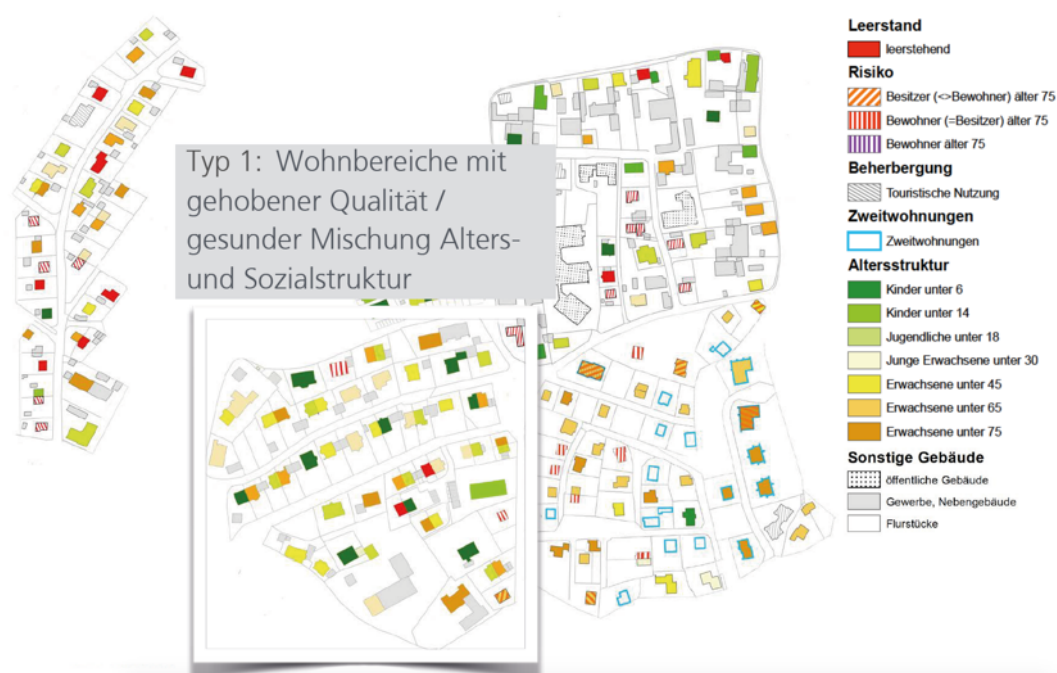 Typ 1: Wohnbereiche mit
gehobener Qualität /
gesunder Mischung Alters-
und Sozialstruktur
Leerstand
leerstehend
Risiko
Besitzer (<>Bewohner) älter 75
Bewohner (=Besitzer) älter 75
Bewohner älter 75
Beherbergung
Touristische Nutzung
Zweitwohnungen
Zweitwohnungen
Altersstruktur
Kinder unter 6
Kinder unter 14
Jugendliche unter 18
Junge Erwachsene unter 30
Erwachsene unter 45
Erwachsene unter 65
Erwachsene unter 75
Sonstige Gebäude
öffentliche Gebäude
Gewerbe, Nebengebäude
Flurstücke